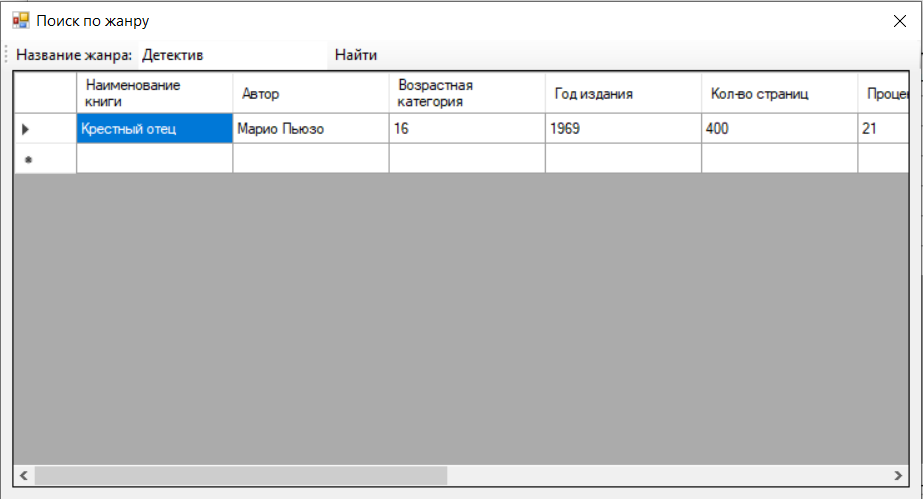 Поиск по жанру
Название жанра: Детектив Найти
Наименование книги Автор Возрастная категория Год издания Кол-во страниц Процен
Крестный отец Марио Пьюзо 16 1969 400 21